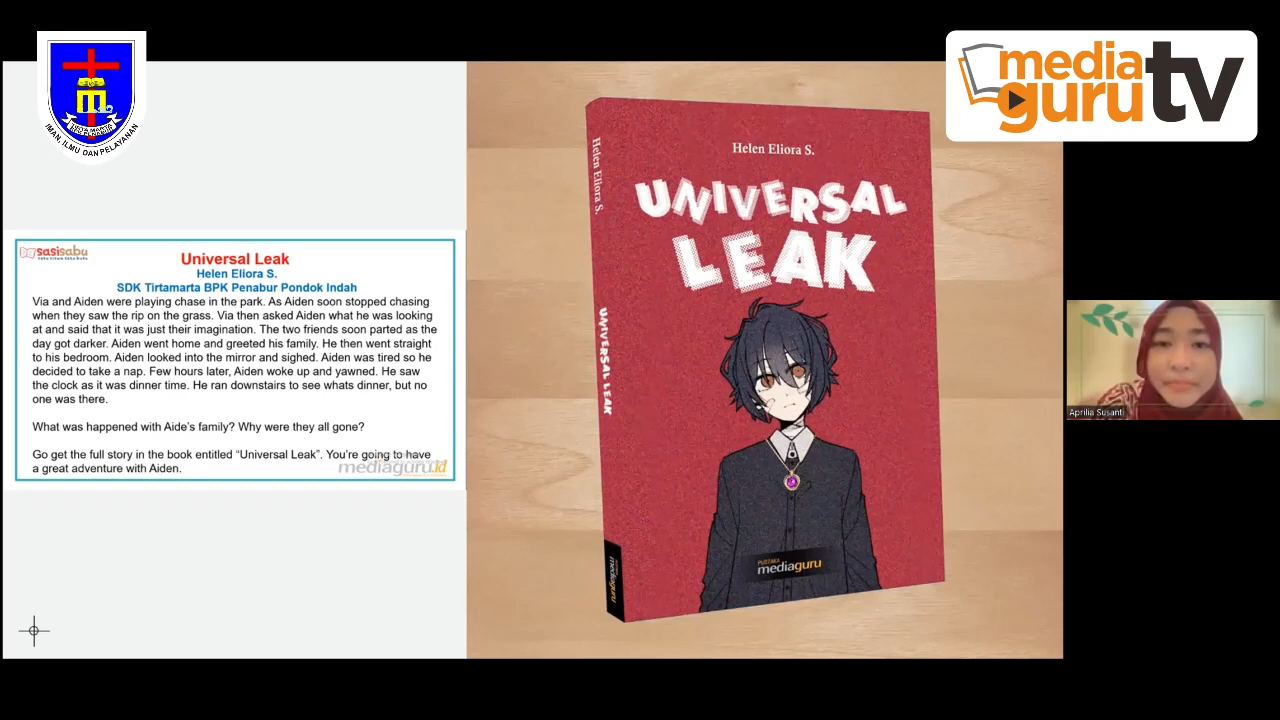 IMAN, ILMU DAN PELAYANAN
media
guru tv
sasisabu
Universal Leak
Helen Eliora S.
SDK Tirtamarta BPK Penabur Pondok Indah
Via and Aiden were playing chase in the park. As Aiden soon stopped chasing
when they saw the rip on the grass. Via then asked Aiden what he was looking
at and said that it was just their imagination. The two friends soon parted as the
day got darker. Aiden went home and greeted his family. He then went straight
to his bedroom. Aiden looked into the mirror and sighed. Aiden was tired so he
decided to take a nap. Few hours later, Aiden woke up and yawned. He saw
the clock as it was dinner time. He ran downstairs to see whats dinner, but no
one was there.
What was happened with Aide's family? Why were they all gone?
Go get the full story in the book entitled “Universal Leak”. You're going to have
a great adventure with Aiden.
mediaguru.id
Helen Eliora S.
UNIVERSAL LEAK
mediaguru
Helen Eliora S.
UNIVERSAL
LEAK
PUSTAKA
mediaguru
Aprilia Susanti